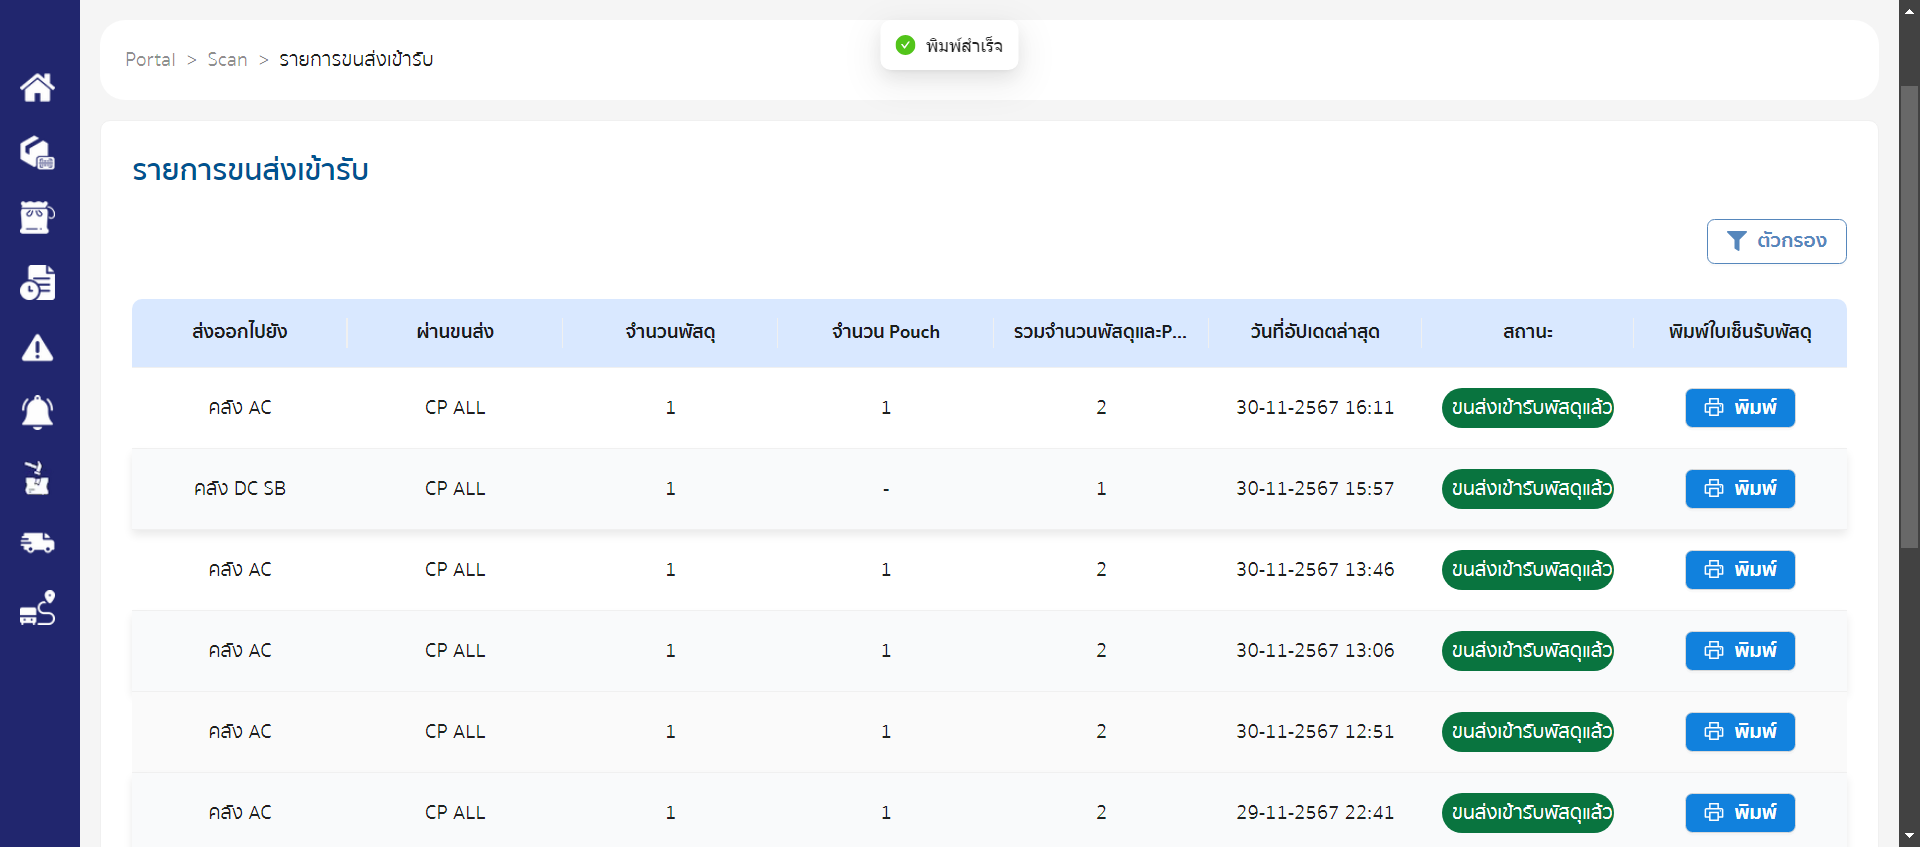 พิมพ์สำเร็จ
Portal > Scan > รายการขนส่งเข้ารับ
รายการขนส่งเข้ารับ
ตัวกรอง
ส่งออกไปยัง ผ่านขนส่ง จำนวนพัสดุ จำนวน Pouch รวมจำนวนพัสดุและP... วันที่อัปเดตล่าสุด สถานะ พิมพ์ใบเซ็นรับพัสดุ
คลัง AC CP ALL 1 1 2 30-11-2567 16:11 ขนส่งเข้ารับพัสดุแล้ว พิมพ์
คลัง DC SB CP ALL 1 - 1 30-11-2567 15:57 ขนส่งเข้ารับพัสดุแล้ว พิมพ์
คลัง AC CP ALL 1 1 2 30-11-2567 13:46 ขนส่งเข้ารับพัสดุแล้ว พิมพ์
คลัง AC CP ALL 1 1 2 30-11-2567 13:06 ขนส่งเข้ารับพัสดุแล้ว พิมพ์
คลัง AC CP ALL 1 1 2 30-11-2567 12:51 ขนส่งเข้ารับพัสดุแล้ว พิมพ์
คลัง AC CP ALL 1 1 2 29-11-2567 22:41 ขนส่งเข้ารับพัสดุแล้ว พิมพ์